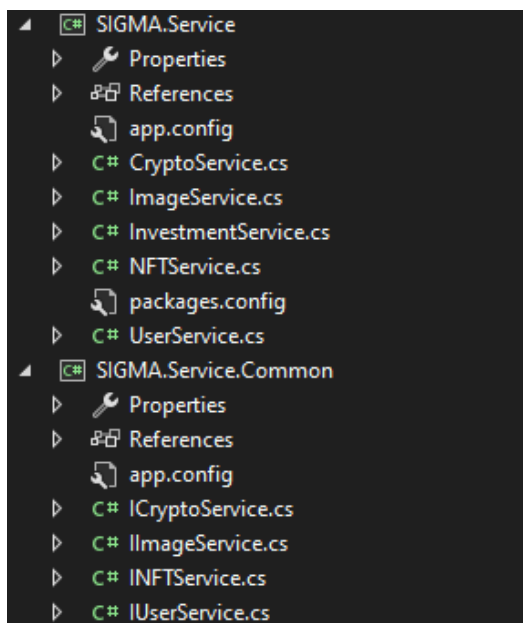 C# SIGMA.Service
Properties
References
app.config
C# CryptoService.cs
C# ImageService.cs
C# InvestmentService.cs
C# NFTService.cs
packages.config
C# UserService.cs
C# SIGMA.Service.Common
Properties
References
app.config
C# ICryptoService.cs
C# IImageService.cs
C# INFTService.cs
C# IUserService.cs